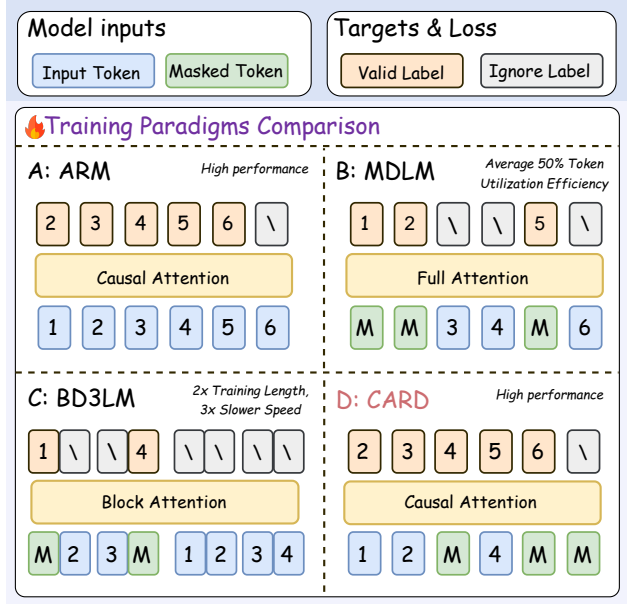 Model inputs
Input Token
Masked Token
Targets & Loss
Valid Label
Ignore Label
Training Paradigms Comparison
A: ARM
High performance
2 3 4 5 6 \
Causal Attention
1 2 3 4 5 6
B: MDLM
Average 50% Token
Utilization Efficiency
1 2 \ \ 5 \
Full Attention
M M 3 4 M 6
C: BD3LM
2x Training Length,
3x Slower Speed
1 \ \ 4 \ \ \ \
Block Attention
M 2 3 M 1 2 3 4
D: CARD
High performance
2 3 4 5 6 \
Causal Attention
1 2 M 4 M M